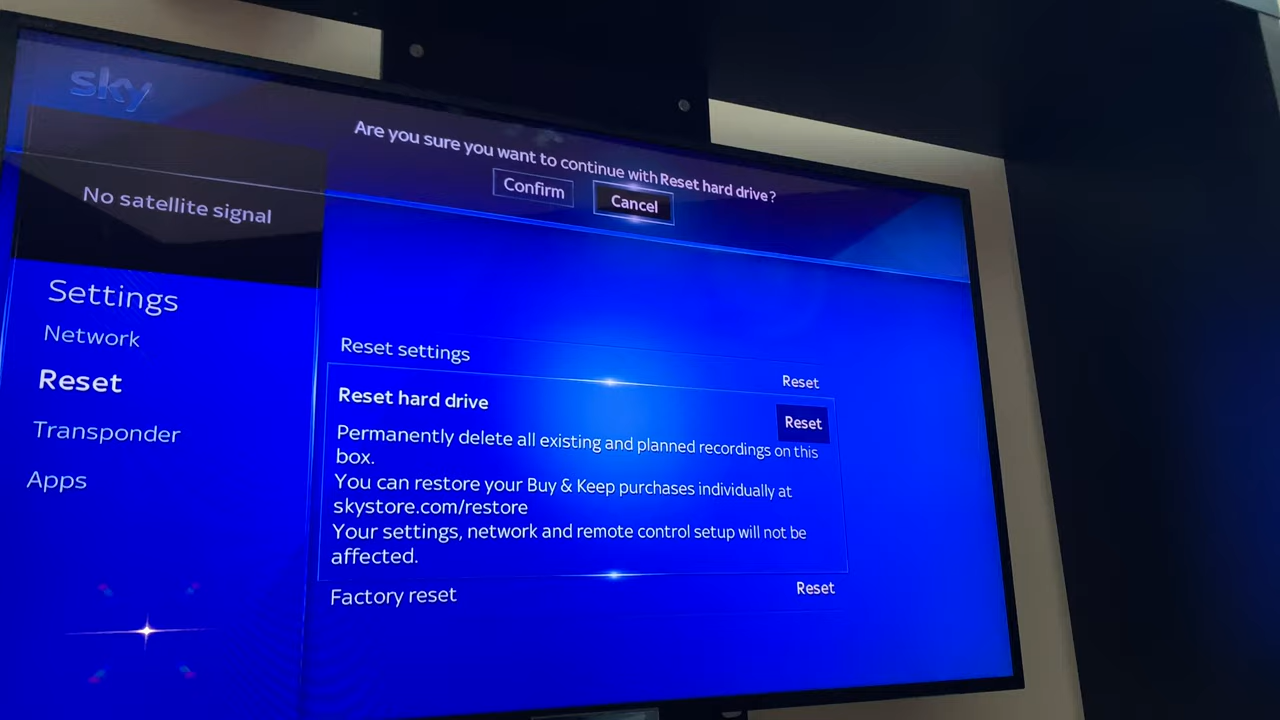 sky
Are you sure you want to continue with Reset hard drive?
Confirm
Cancel
No satellite signal
Settings
Network
Reset
Transponder
Apps
Reset settings
Reset
Reset hard drive
Reset
Permanently delete all existing and planned recordings on this
box.
You can restore your Buy & Keep purchases individually at
skystore.com/restore
Your settings, network and remote control setup will not be
affected.
Factory reset
Reset